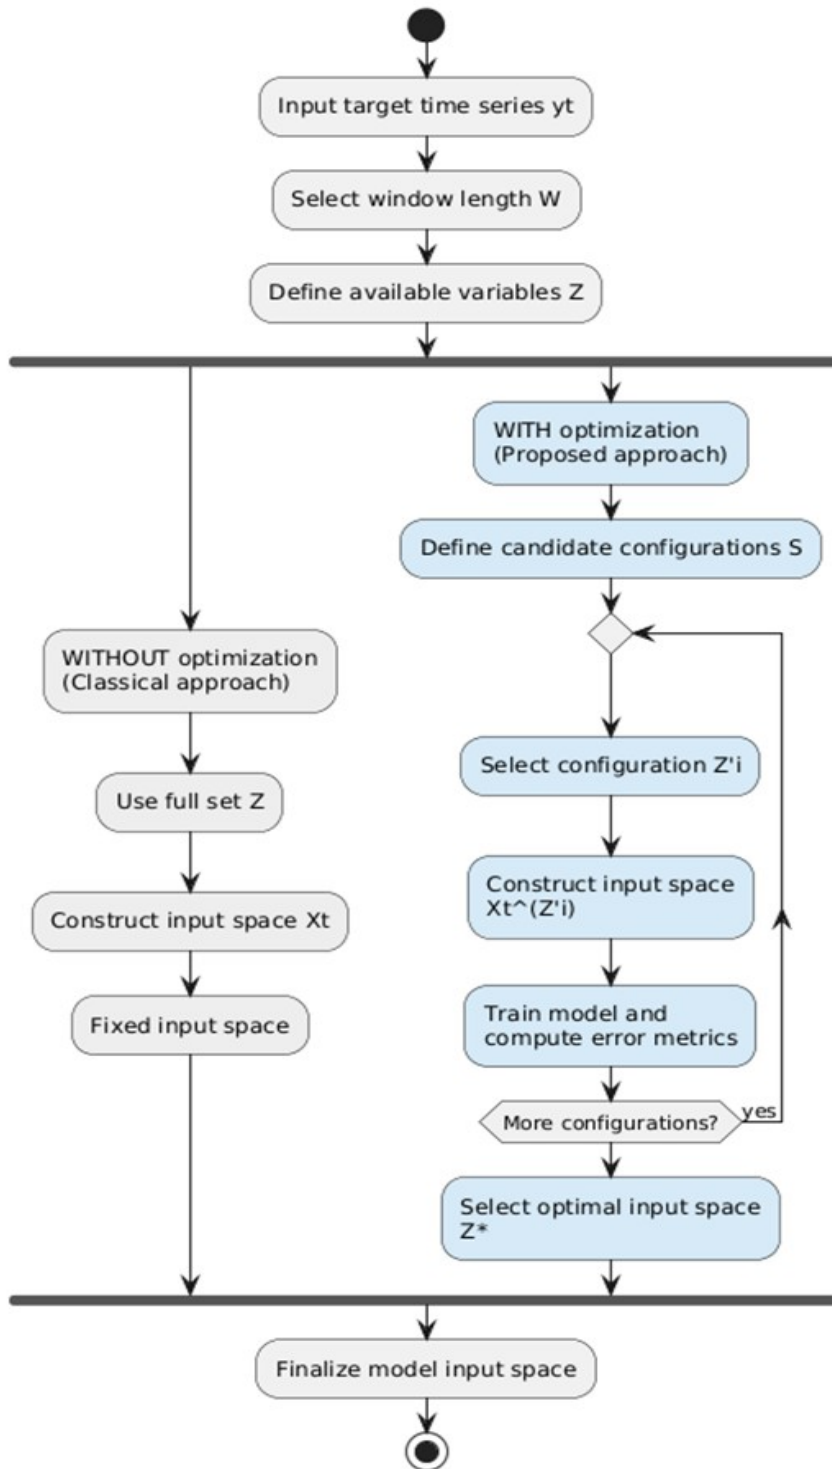 Input target time series yt
Select window length W
Define available variables Z
WITHOUT optimization
(Classical approach)
Use full set Z
Construct input space Xt
Fixed input space
WITH optimization
(Proposed approach)
Define candidate configurations S
Select configuration Z'i
Construct input space
Xt^(Z'i)
Train model and
compute error metrics
More configurations?
yes
Select optimal input space
Z*
Finalize model input space